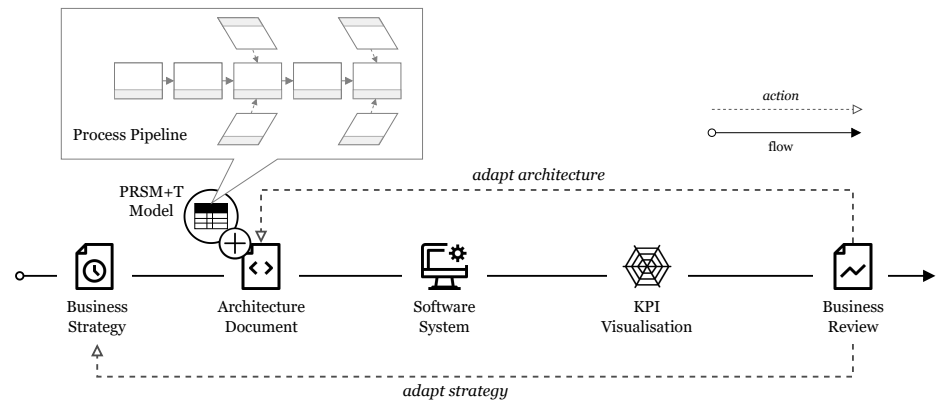 Process Pipeline
action
flow
PRSM+T
Model
adapt architecture
Business
Strategy
Architecture
Document
Software
System
KPI
Visualisation
Business
Review
adapt strategy